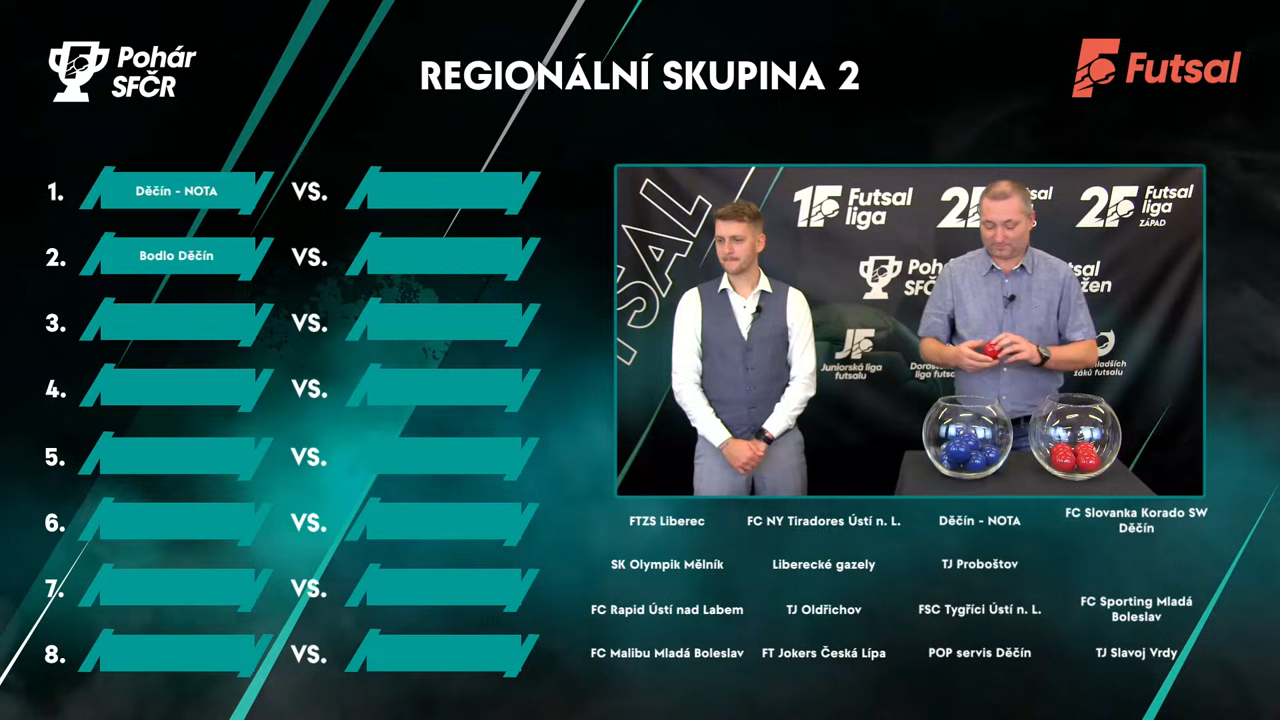 Pohár
SFČR
REGIONÁLNÍ SKUPINA 2
Futsal
1. Děčín - NOTA VS.
2. Bodlo Děčín VS.
3. VS.
4. VS.
5. VS.
6. VS.
7. VS.
8. VS.
1F Futsal liga
2F
2F Futsal liga
ZÁPAD
Juniorská liga
futsalu
liga
FTZS Liberec
FC NY Tiradores Ústí n. L.
Děčín - NOTA
FC Slovanka Korado SW
Děčín
SK Olympik Mělník
Liberecké gazely
TJ Proboštov
FC Rapid Ústí nad Labem
TJ Oldřichov
FSC Tygříci Ústí n. L.
FC Sporting Mladá
Boleslav
FC Malibu Mladá Boleslav
FT Jokers Česká Lípa
POP servis Děčín
TJ Slavoj Vrdy